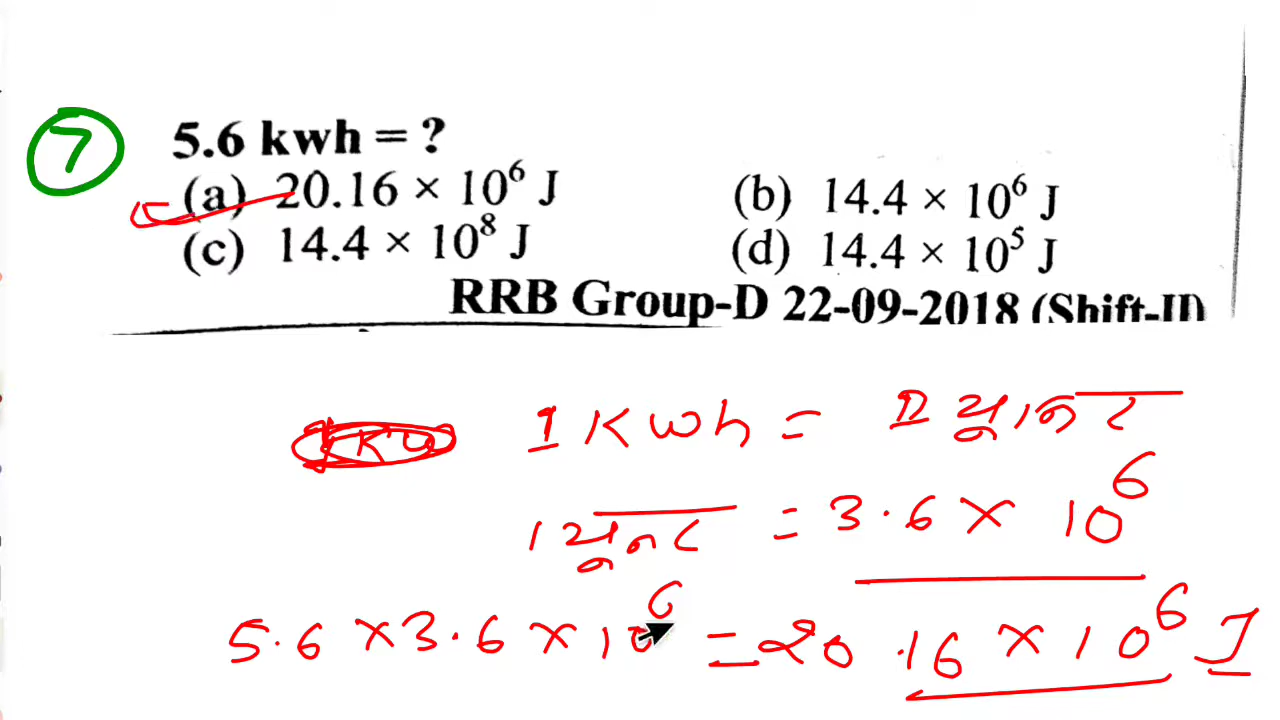 7
5.6 kwh = ?
(a) 20.16 × 10⁶ J (b) 14.4 × 10⁶ J
(c) 14.4 × 10⁸ J (d) 14.4 × 10⁵ J
RRB Group-D 22-09-2018 (Shift-II)
1 Kwh = 1 युनिट
1 युनट = 3.6 × 10⁶
5.6 × 3.6 × 10⁶ = 20.16 × 10⁶ J